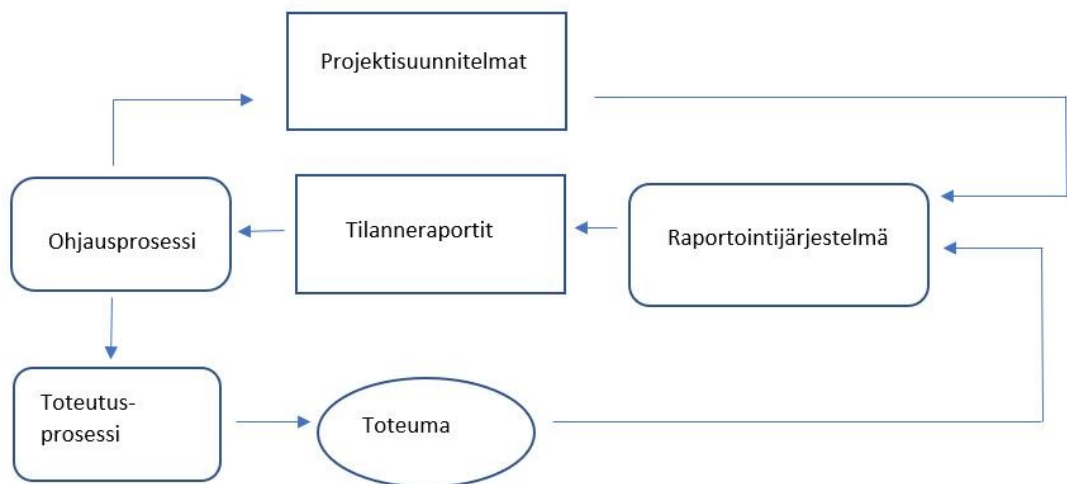 Projektisuunnitelmat
Ohjausprosessi
Tilanneraportit
Raportointijärjestelmä
Toteutus-
prosessi
Toteuma